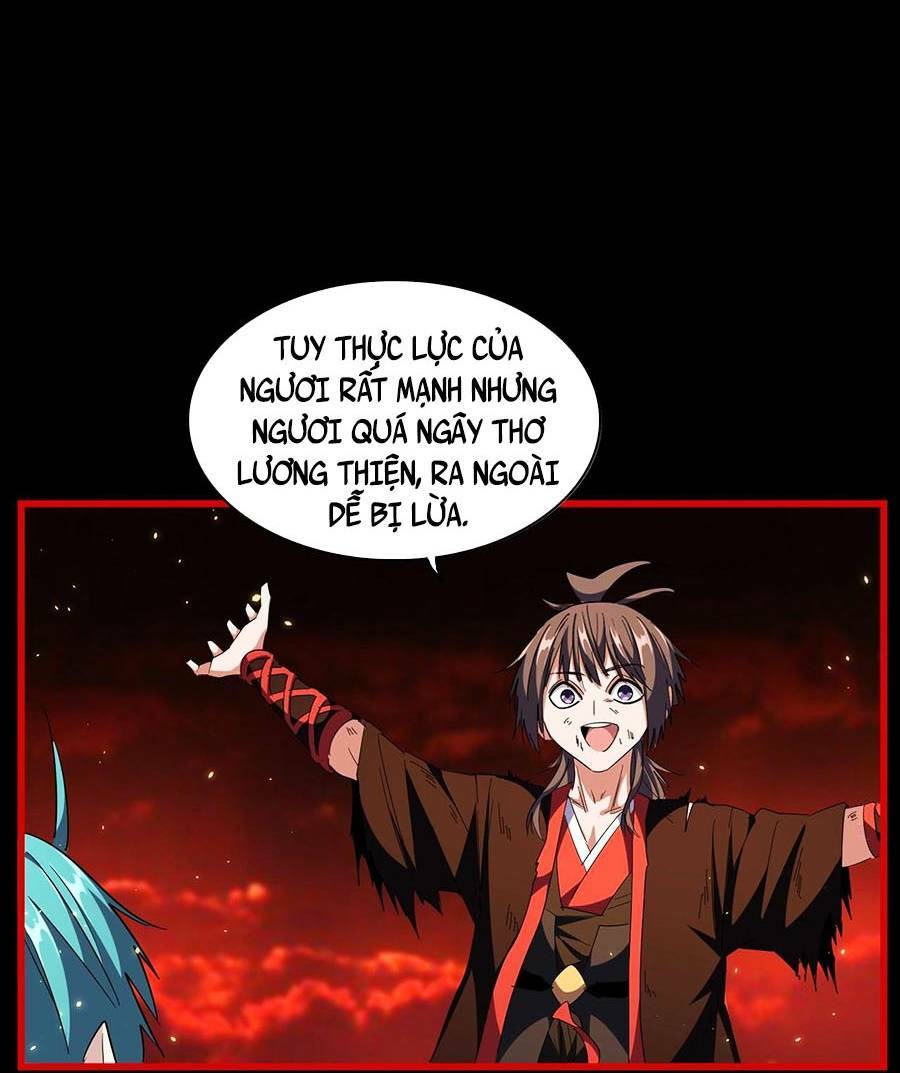 TUY THỰC LỰC CỦA
NGƯƠI RẤT MẠNH NHƯNG
NGƯƠI QUÁ NGÂY THƠ
LƯƠNG THIỆN, RA NGOÀI
DỄ BỊ LỪA.